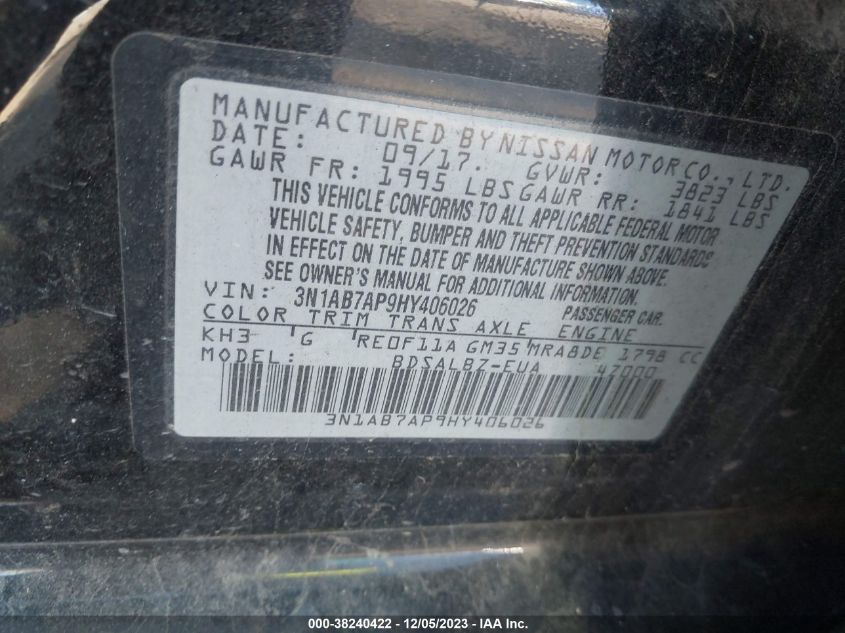 MANUFACTURED BY NISSAN MOTOR CO., LTD.
DATE: 09/17. GVWR: 3823 LBS
GAWR FR: 1995 LBS GAWR RR: 1841 LBS
THIS VEHICLE CONFORMS TO ALL APPLICABLE FEDERAL MOTOR
VEHICLE SAFETY, BUMPER AND THEFT PREVENTION STANDARDS
IN EFFECT ON THE DATE OF MANUFACTURE SHOWN ABOVE.
SEE OWNER'S MANUAL FOR ADDITIONAL INFORMATION.
VIN: 3N1AB7AP9HY406026 PASSENGER CAR.
COLOR TRIM TRANS AXLE ENGINE
KH3 G RE0F11A GM35 MRA8DE 1798 CC
MODEL: BDSALBZ-EUA 47000
3N1AB7AP9HY406026
000-38240422 - 12/05/2023 - IAA Inc.